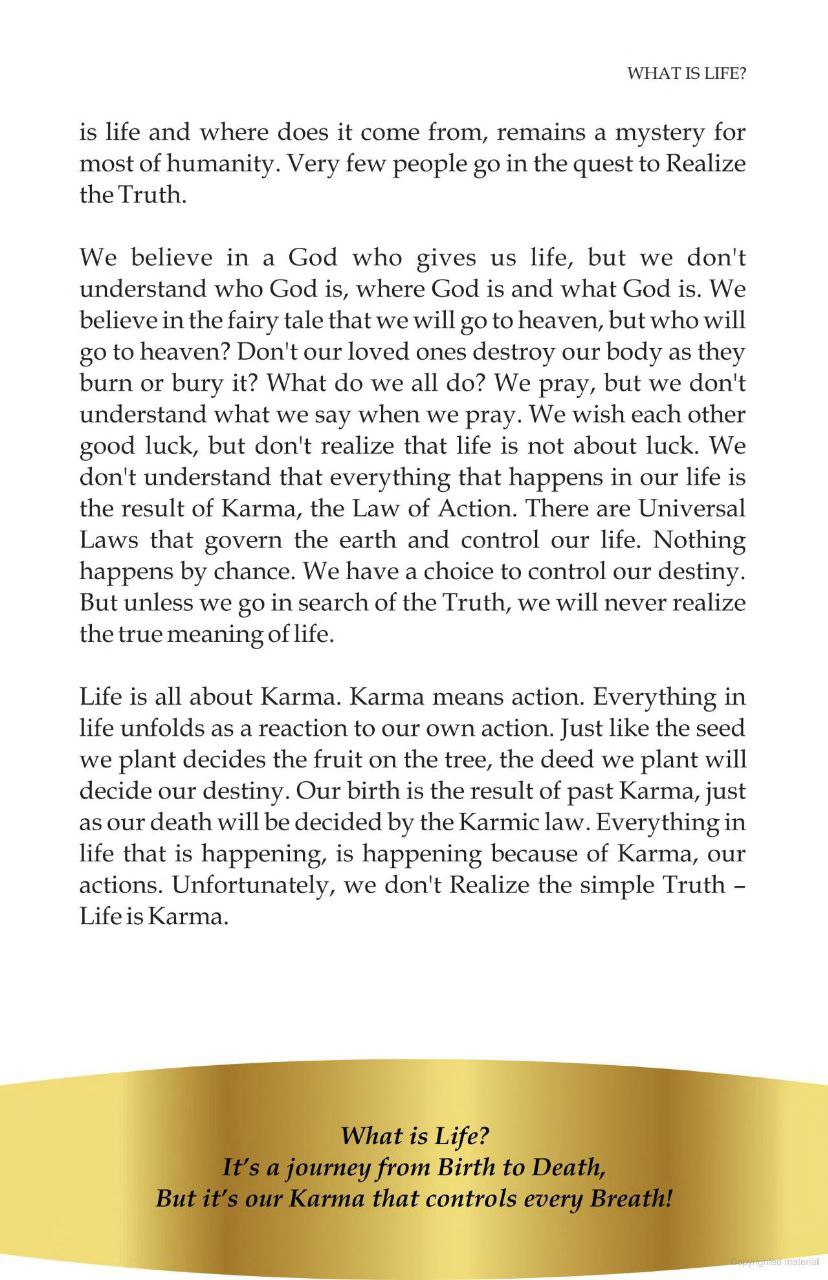 WHAT IS LIFE?
is life and where does it come from, remains a mystery for
most of humanity. Very few people go in the quest to Realize
the Truth.
We believe in a God who gives us life, but we don't
understand who God is, where God is and what God is. We
believe in the fairy tale that we will go to heaven, but who will
go to heaven? Don't our loved ones destroy our body as they
burn or bury it? What do we all do? We pray, but we don't
understand what we say when we pray. We wish each other
good luck, but don't realize that life is not about luck. We
don't understand that everything that happens in our life is
the result of Karma, the Law of Action. There are Universal
Laws that govern the earth and control our life. Nothing
happens by chance. We have a choice to control our destiny.
But unless we go in search of the Truth, we will never realize
the true meaning of life.
Life is all about Karma. Karma means action. Everything in
life unfolds as a reaction to our own action. Just like the seed
we plant decides the fruit on the tree, the deed we plant will
decide our destiny. Our birth is the result of past Karma, just
as our death will be decided by the Karmic law. Everything in
life that is happening, is happening because of Karma, our
actions. Unfortunately, we don't Realize the simple Truth –
Life is Karma.
What is Life?
It’s a journey from Birth to Death,
But it’s our Karma that controls every Breath!
Copyrighted material